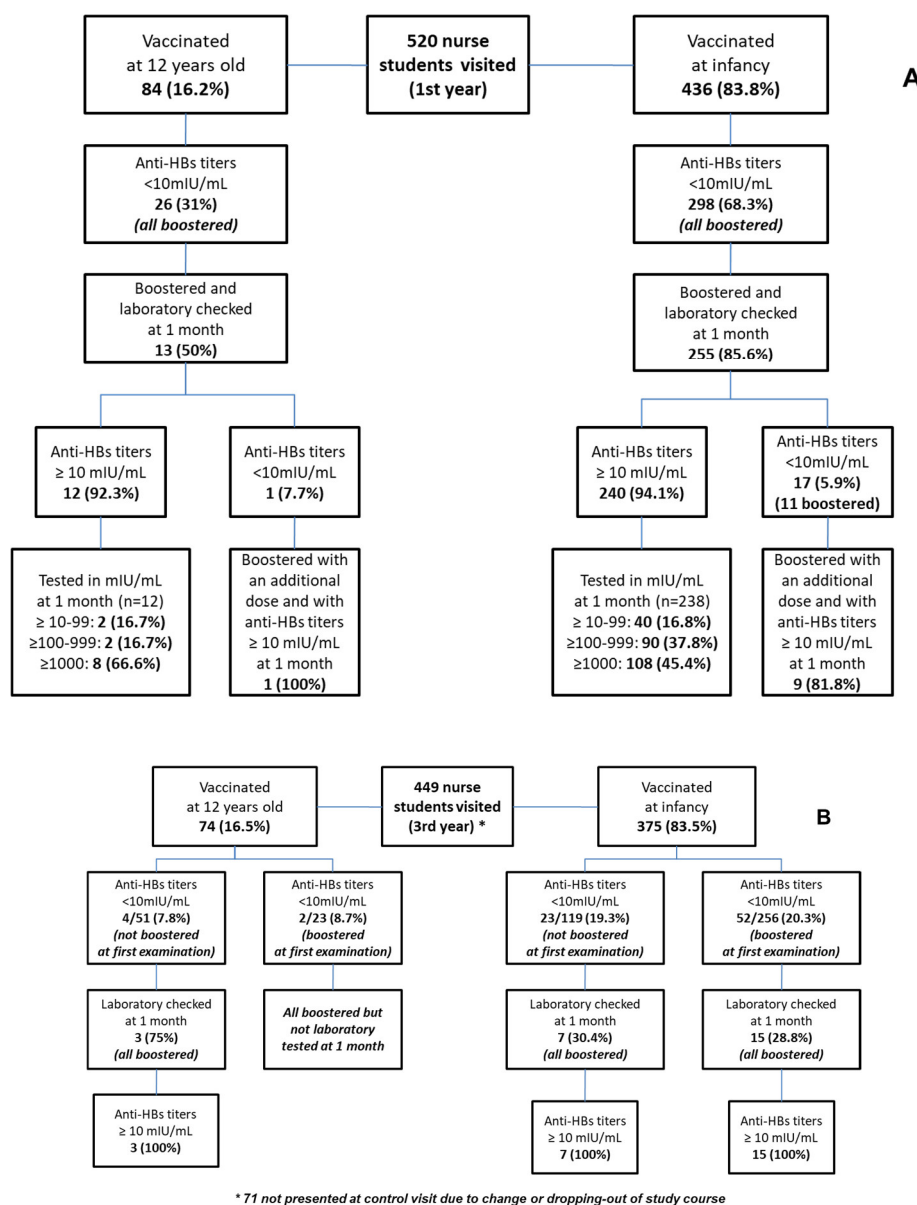 Vaccinated
at 12 years old
84 (16.2%)
520 nurse
students visited
(1st year)
Vaccinated
at infancy
436 (83.8%)
A
Anti-HBs titers
<10mIU/mL
26 (31%)
(all boostered)
Anti-HBs titers
<10mIU/mL
298 (68.3%)
(all boostered)
Boostered and
laboratory checked
at 1 month
13 (50%)
Boostered and
laboratory checked
at 1 month
255 (85.6%)
Anti-HBs titers
≥ 10 mIU/mL
12 (92.3%)
Anti-HBs titers
<10mIU/mL
1 (7.7%)
Anti-HBs titers
≥ 10 mIU/mL
240 (94.1%)
Anti-HBs titers
<10mIU/mL
17 (5.9%)
(11 boostered)
Tested in mIU/mL
at 1 month (n=12)
≥ 10-99: 2 (16.7%)
≥100-999: 2 (16.7%)
≥1000: 8 (66.6%)
Boostered with
an additional
dose and with
anti-HBs titers
≥ 10 mIU/mL
at 1 month
1 (100%)
Tested in mIU/mL
at 1 month (n=238)
≥ 10-99: 40 (16.8%)
≥100-999: 90 (37.8%)
≥1000: 108 (45.4%)
Boostered with
an additional
dose and with
anti-HBs titers
≥ 10 mIU/mL
at 1 month
9 (81.8%)
Vaccinated
at 12 years old
74 (16.5%)
449 nurse
students visited
(3rd year) *
Vaccinated
at infancy
375 (83.5%)
B
Anti-HBs titers
<10mIU/mL
4/51 (7.8%)
(not boostered
at first examination)
Anti-HBs titers
<10mIU/mL
2/23 (8.7%)
(boostered
at first examination)
Anti-HBs titers
<10mIU/mL
23/119 (19.3%)
(not boostered
at first examination)
Anti-HBs titers
<10mIU/mL
52/256 (20.3%)
(boostered
at first examination)
Laboratory checked
at 1 month
3 (75%)
(all boostered)
All boostered but
not laboratory
tested at 1 month
Laboratory checked
at 1 month
7 (30.4%)
(all boostered)
Laboratory checked
at 1 month
15 (28.8%)
(all boostered)
Anti-HBs titers
≥ 10 mIU/mL
3 (100%)
Anti-HBs titers
≥ 10 mIU/mL
7 (100%)
Anti-HBs titers
≥ 10 mIU/mL
15 (100%)
* 71 not presented at control visit due to change or dropping-out of study course